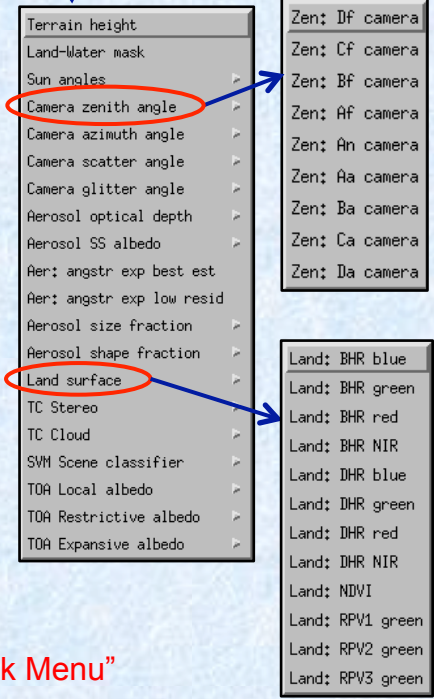 Terrain height
Land-Water mask
Sun angles
Camera zenith angle
Camera azimuth angle
Camera scatter angle
Camera glitter angle
Aerosol optical depth
Aerosol SS albedo
Aer: angstr exp best est
Aer: angstr exp low resid
Aerosol size fraction
Aerosol shape fraction
Land surface
TC Stereo
TC Cloud
SVM Scene classifier
TOA Local albedo
TOA Restrictive albedo
TOA Expansive albedo
Zen: Df camera
Zen: Cf camera
Zen: Bf camera
Zen: Af camera
Zen: An camera
Zen: Aa camera
Zen: Ba camera
Zen: Ca camera
Zen: Da camera
Land: BHR blue
Land: BHR green
Land: BHR red
Land: BHR NIR
Land: DHR blue
Land: DHR green
Land: DHR red
Land: DHR NIR
Land: NDVI
Land: RPV1 green
Land: RPV2 green
Land: RPV3 green
k Menu”